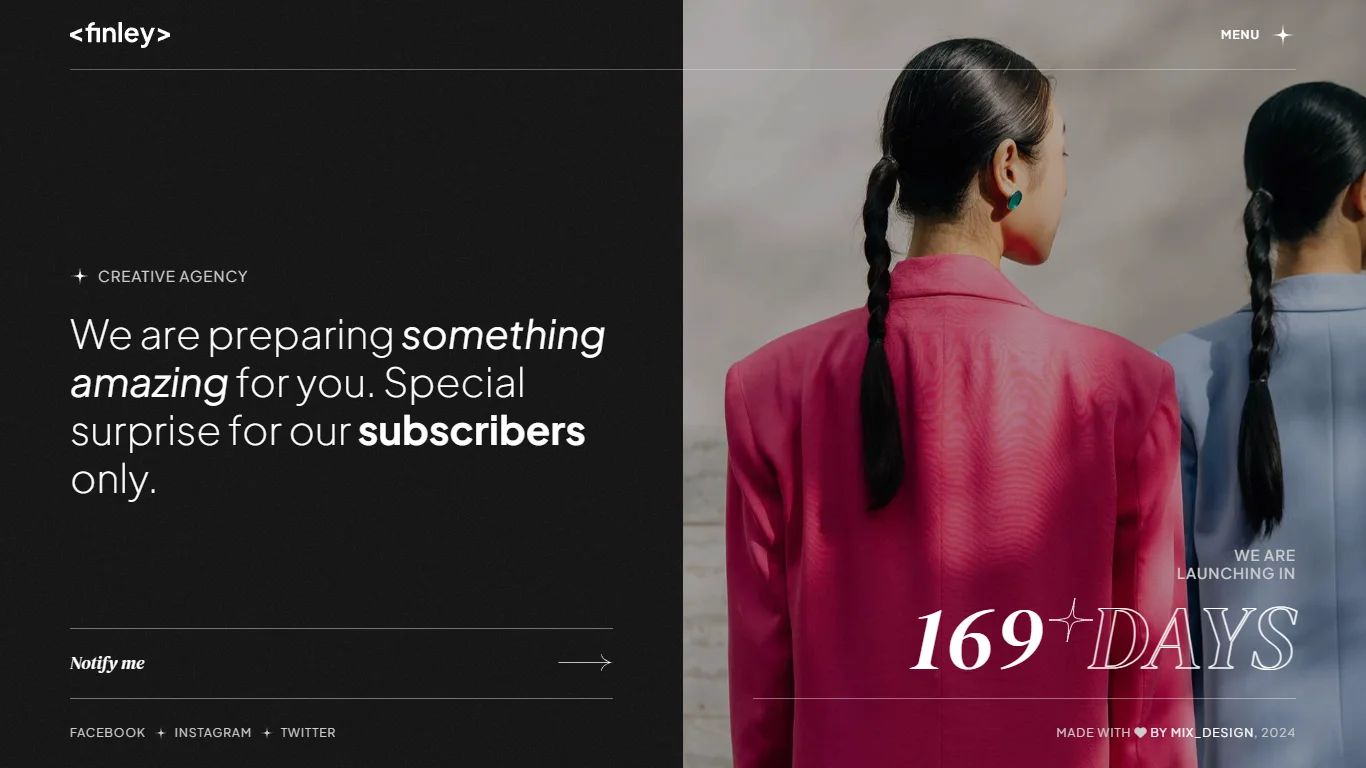 <finley>
MENU
CREATIVE AGENCY
We are preparing something
amazing for you. Special
surprise for our subscribers
only.
Notify me
FACEBOOK INSTAGRAM TWITTER
WE ARE
LAUNCHING IN
169 DAYS
MADE WITH BY MIX_DESIGN, 2024